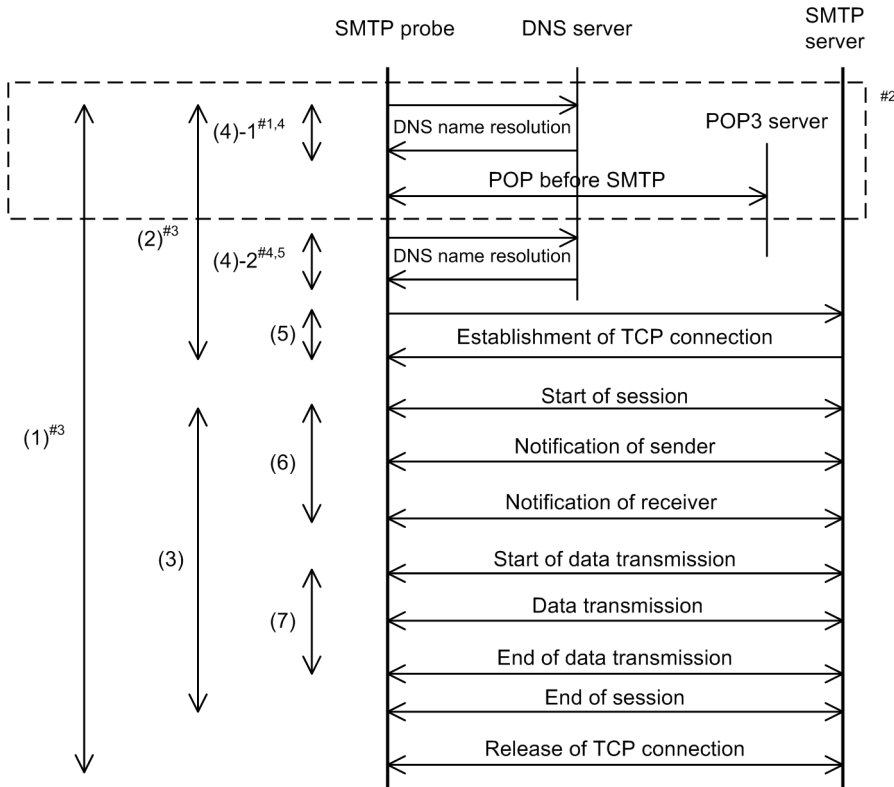 SMTP probe
DNS server
SMTP
server
#2
(4)-1#1,4
DNS name resolution
POP3 server
POP before SMTP
(2)#3
(4)-2#4,5
DNS name resolution
(5)
Establishment of TCP connection
Start of session
(1)#3
(6)
Notification of sender
Notification of receiver
(3)
Start of data transmission
(7)
Data transmission
End of data transmission
End of session
Release of TCP connection